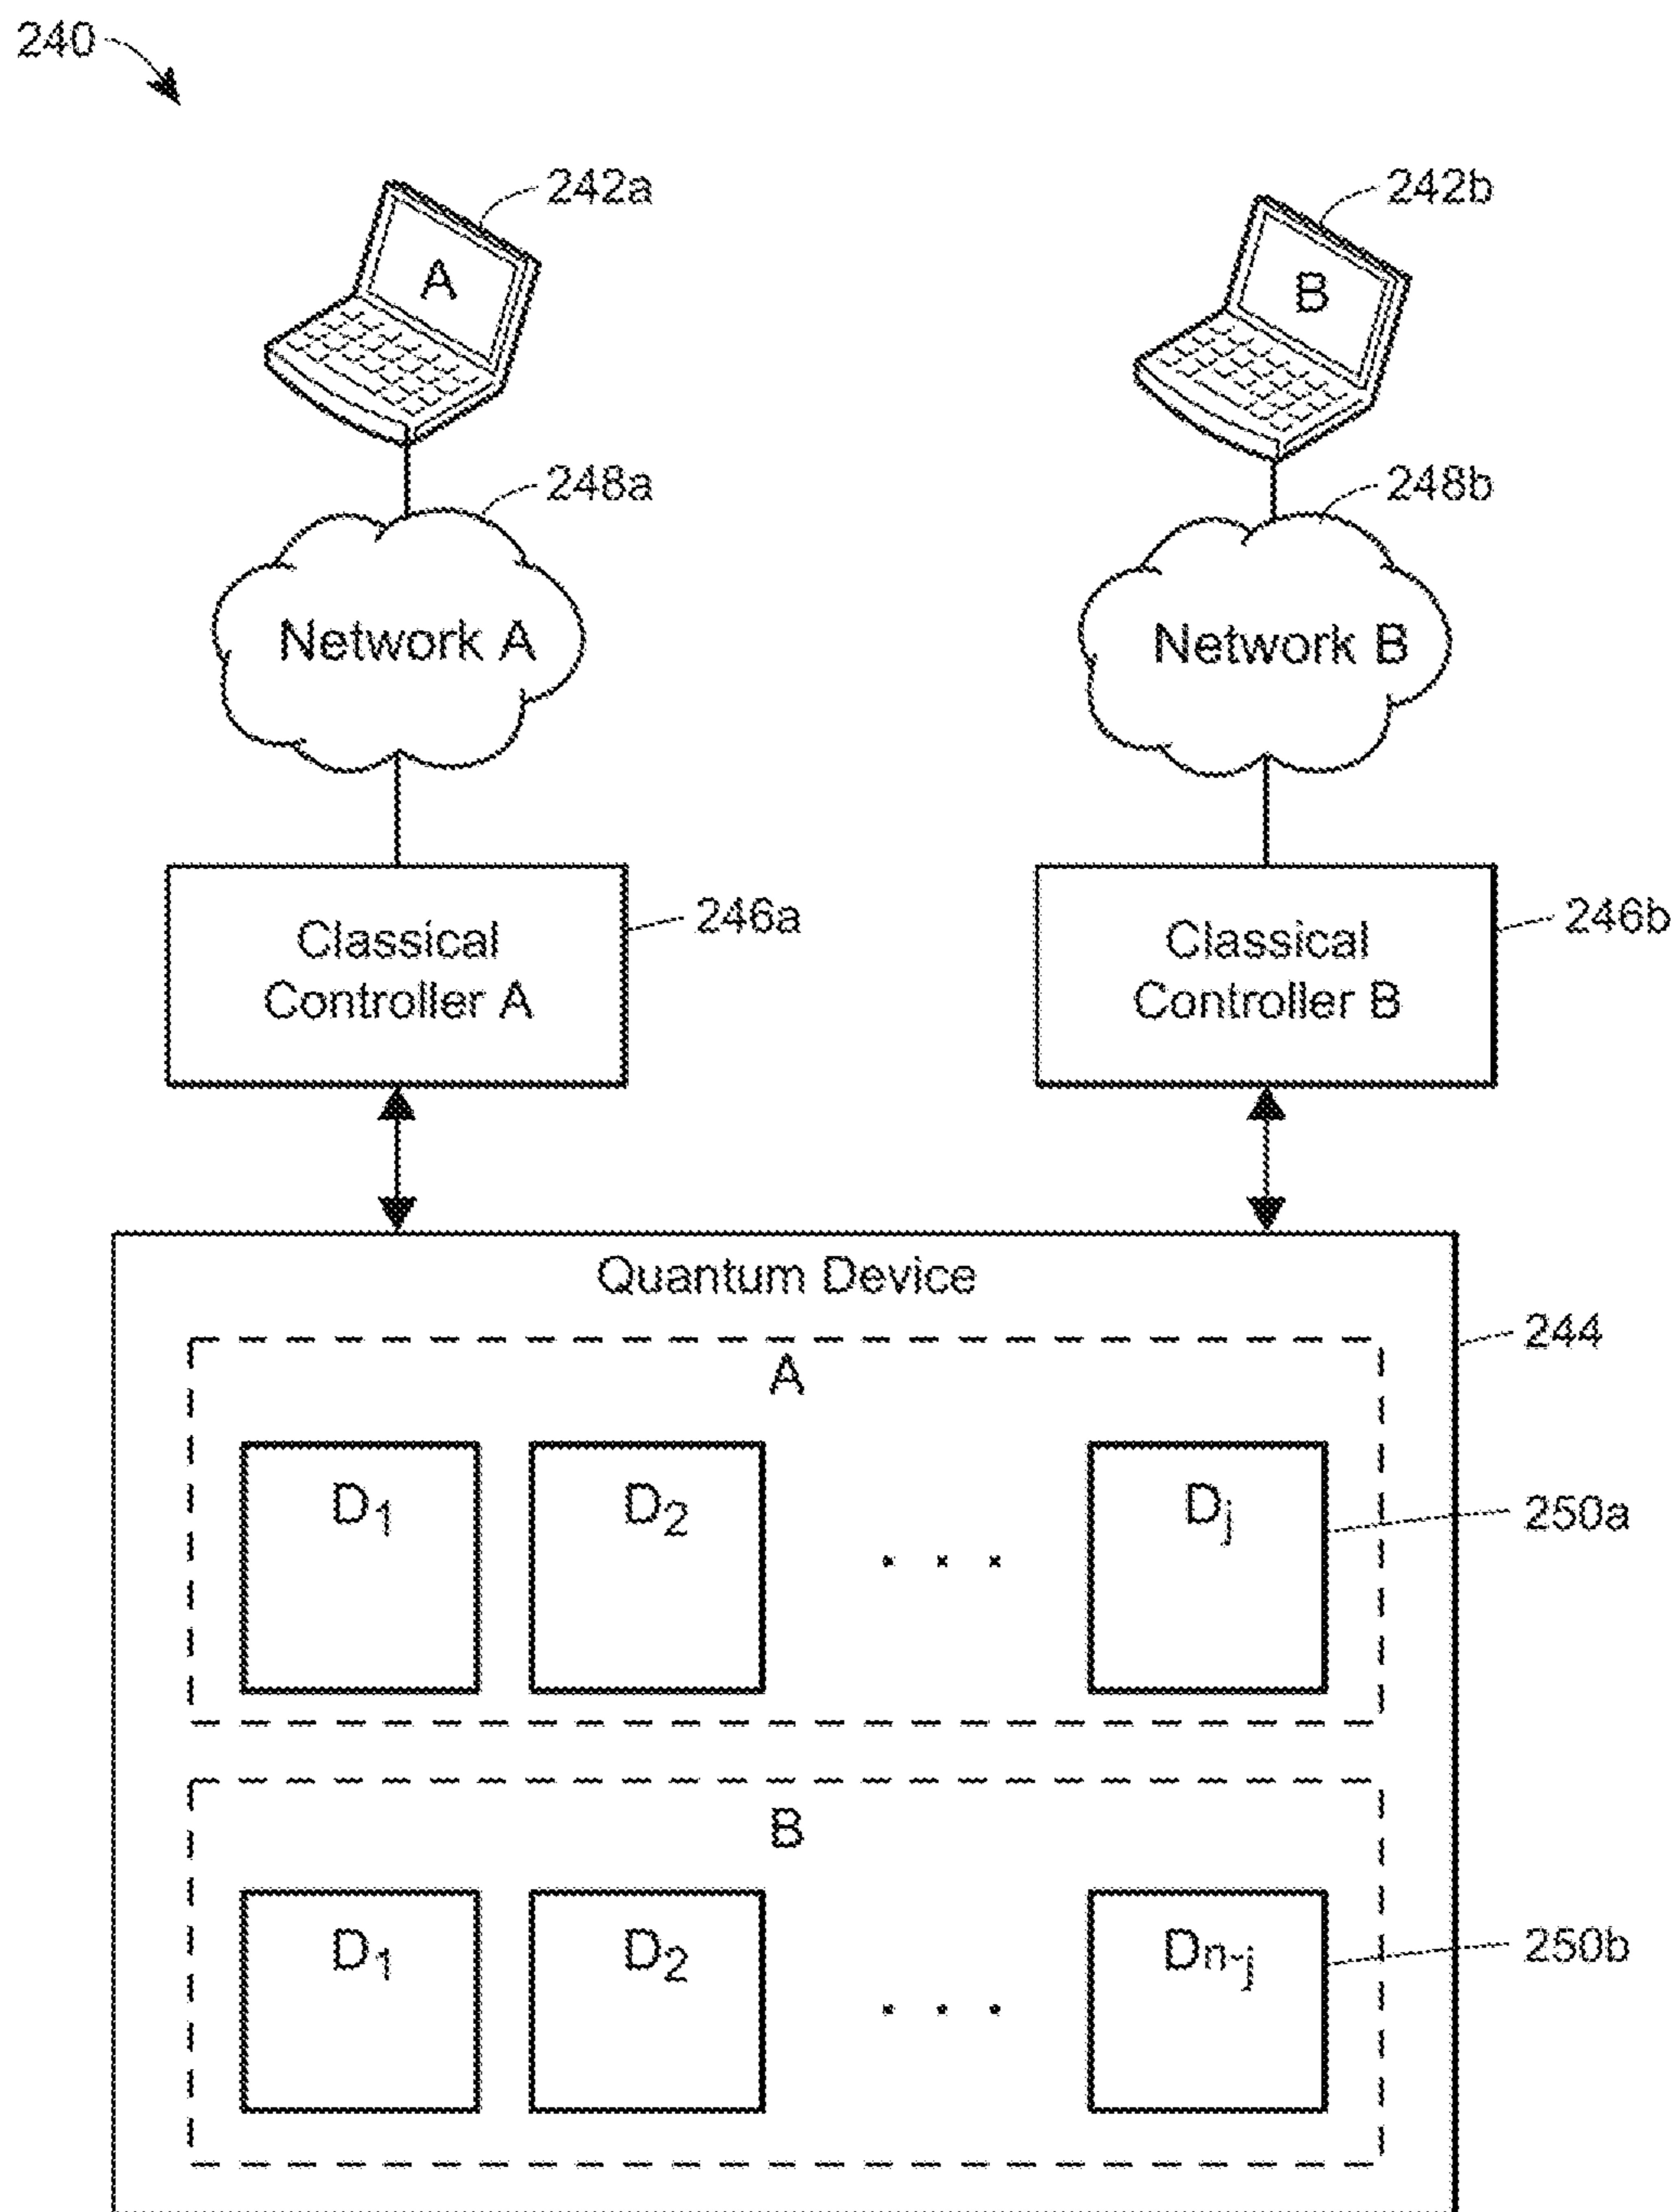 240
242a
242b
A
B
248a
248b
Network A
Network B
Classical
Controller A
246a
Classical
Controller B
246b
Quantum Device
244
A
D1
D2
. . .
Dj
250a
B
D1
D2
. . .
Dn-j
250b